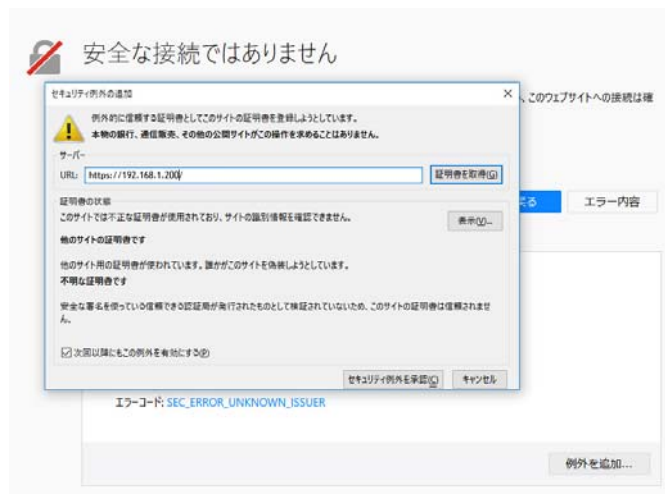 安全な接続ではありません
セキュリティ例外の追加
、このウェブサイトへの接続は確
例外的に信頼する証明書としてこのサイトの証明書を登録しようとしています。
本物の銀行、通信販売、その他の公開サイトがこの操作を求めることはありません。
サーバー
URL: https://192.168.1.200/ 証明書を取得(G)
戻る エラー内容
証明書の状態
このサイトでは不正な証明書が使用されており、サイトの識別情報を確認できません。 表示(V)...
他のサイトの証明書です
他のサイト用の証明書が使われています。誰かがこのサイトを偽装しようとしています。
不明な証明書です
安全な署名を使っている信頼できる認証局が発行されたものとして検証されていないため、このサイトの証明書は信頼されませ
ん。
次回以降にもこの例外を有効にする(P)
セキュリティ例外を承認(C) キャンセル
エラーコード: SEC_ERROR_UNKNOWN_ISSUER
例外を追加...